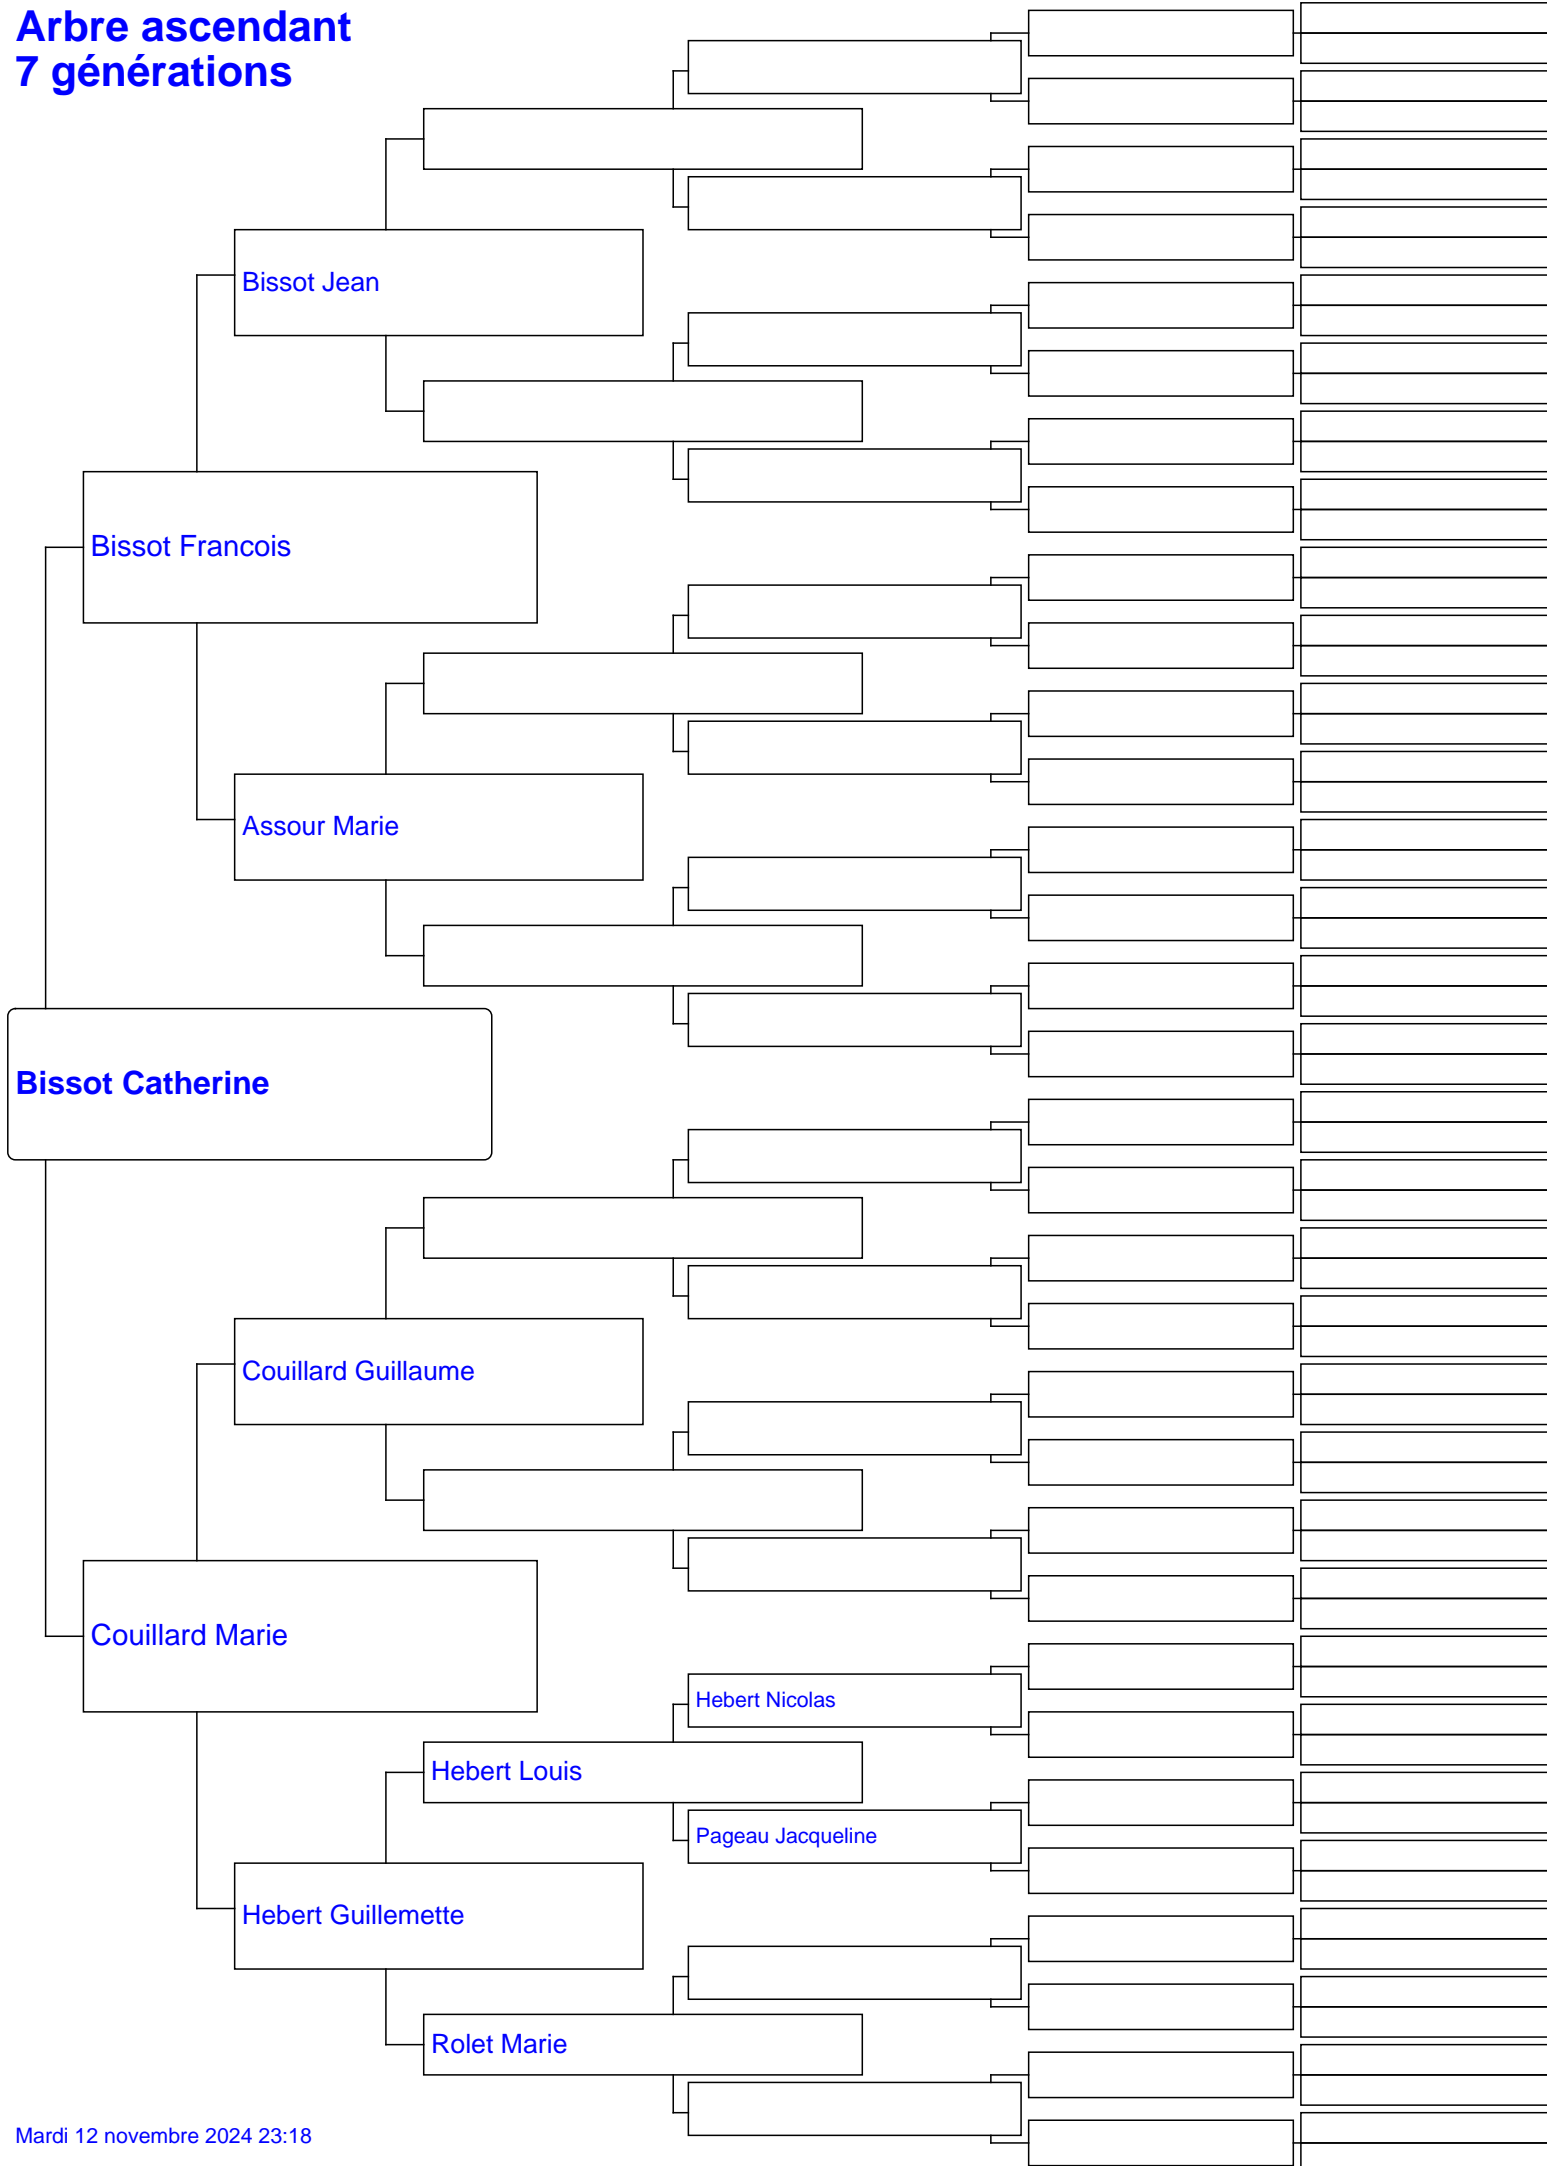 Arbre ascendant
7 générations
Bissot Jean
Bissot Francois
Assour Marie
Bissot Catherine
Couillard Guillaume
Couillard Marie
Hebert Nicolas
Hebert Louis
Pageau Jacqueline
Hebert Guillemette
Rolet Marie
Mardi 12 novembre 2024 23:18